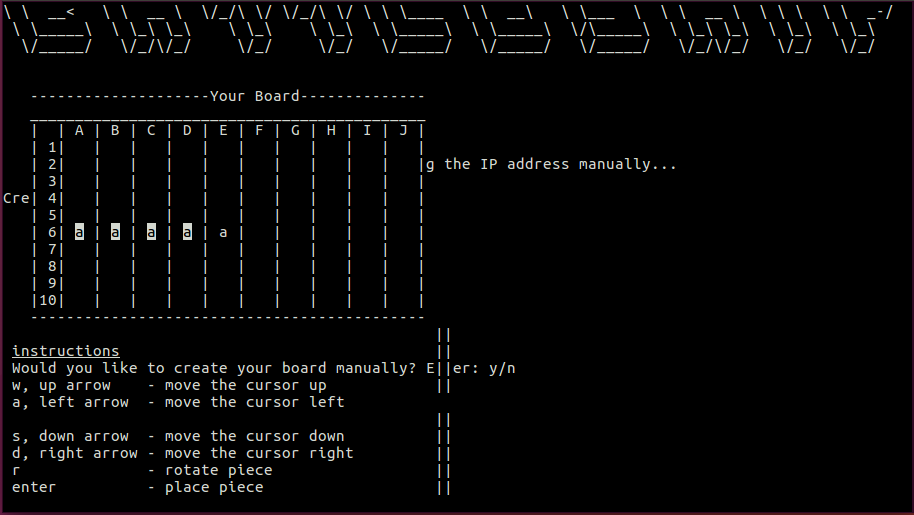 \ \  __<   \ \  __ \  \/_/\ \/ \/_/\ \/ \ \ \____  \ \  __\   \ \___  \  \ \  __ \  \ \ \ \  \ \  _-/
 \ \_____\  \ \_\ \_\    \ \_\    \ \_\  \ \_____\  \ \_____\  \/\_____\  \ \_\ \_\  \ \_\  \ \_\
  \/_____/   \/_/\/_/     \/_/     \/_/   \/_____/   \/_____/   \/_____/   \/_/\/_/   \/_/   \/_/
--------------------Your Board--------------
____________________________________________
|  | A | B | C | D | E | F | G | H | I | J |
| 1|   |   |   |   |   |   |   |   |   |   |
| 2|   |   |   |   |   |   |   |   |   |   |g the IP address manually...
| 3|   |   |   |   |   |   |   |   |   |   |
Cre| 4|   |   |   |   |   |   |   |   |   |   |
| 5|   |   |   |   |   |   |   |   |   |   |
| 6| a | a | a | a | a |   |   |   |   |   |
| 7|   |   |   |   |   |   |   |   |   |   |
| 8|   |   |   |   |   |   |   |   |   |   |
| 9|   |   |   |   |   |   |   |   |   |   |
|10|   |   |   |   |   |   |   |   |   |   |
--------------------------------------------
||
instructions ||
Would you like to create your board manually? E||er: y/n
w, up arrow    - move the cursor up ||
a, left arrow  - move the cursor left
||
s, down arrow  - move the cursor down ||
d, right arrow - move the cursor right ||
r              - rotate piece ||
enter          - place piece ||